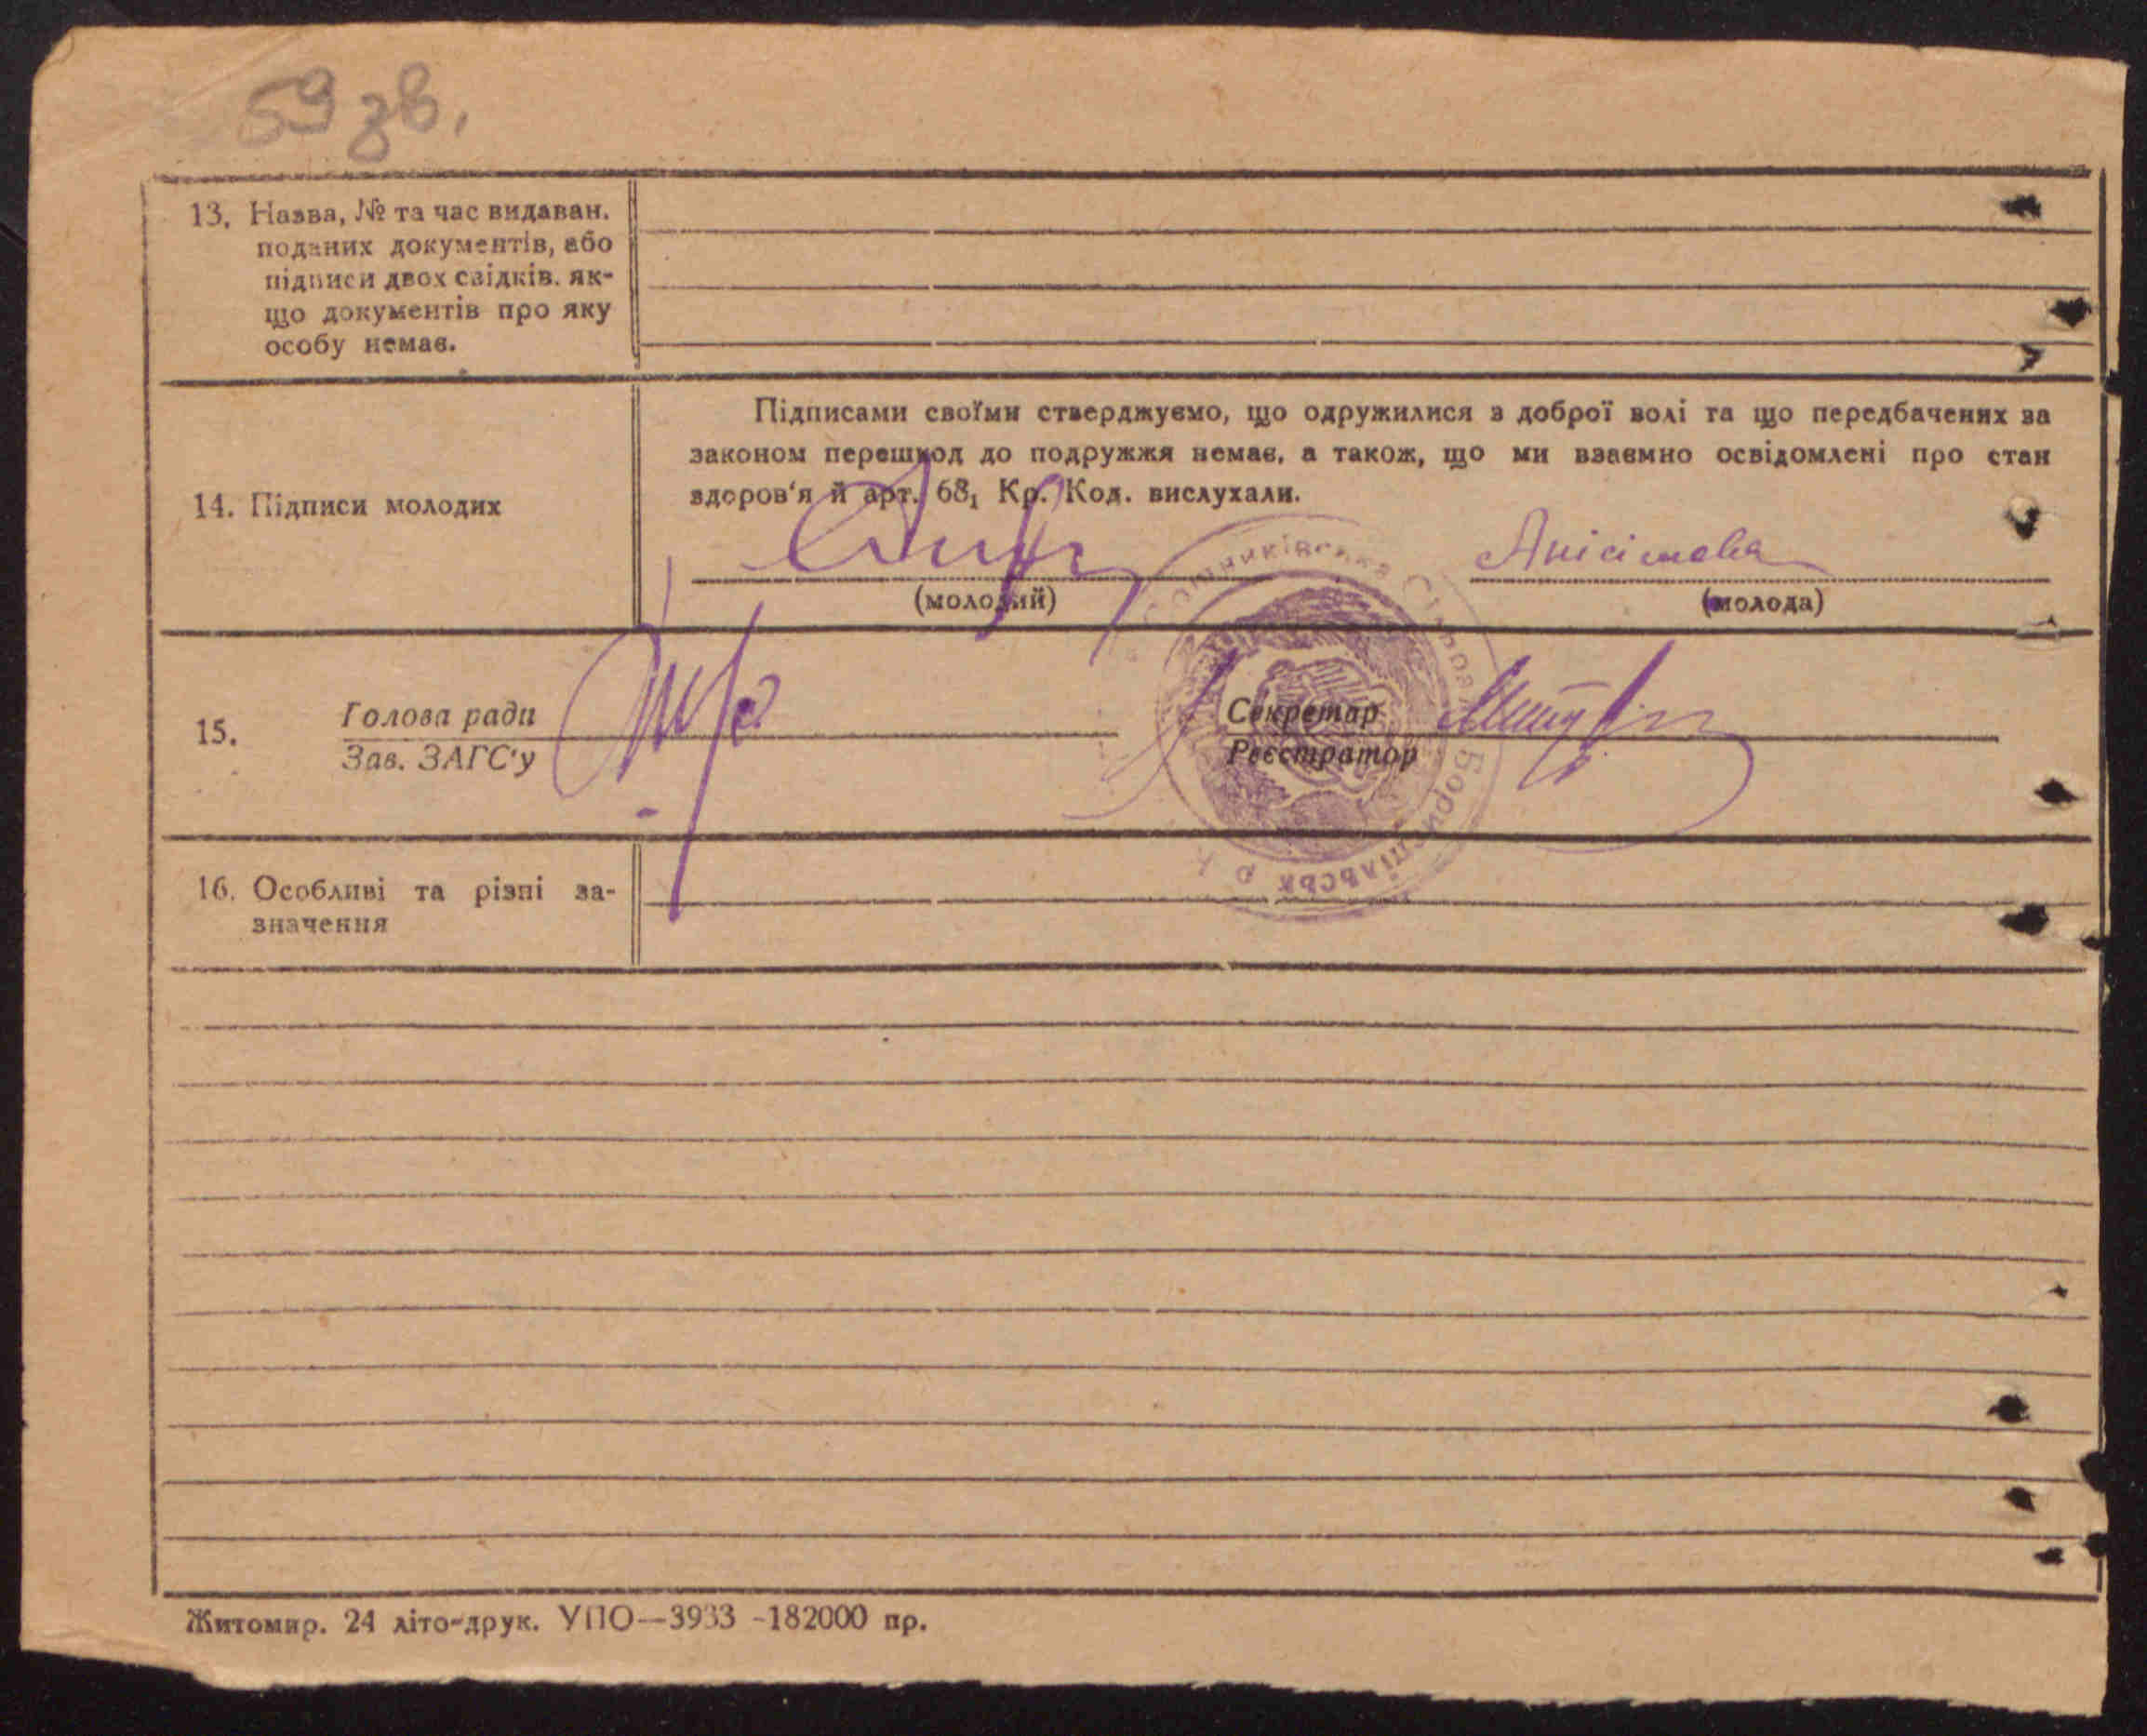 59 зв.
13. Назва, № та час видаван.
поданих документів, або
підписи двох свідків, як-
що документів про яку
особу немає.
Підписами своїми стверджуємо, що одружилися з доброї волі та що передбачених за
законом перешкод до подружжя немає, а також, що ми взаємно освідомлені про стан
здоров'я й арт. 68₁ Кр. Код. вислухали.
14. Підписи молодих
Анісімова
(молодий) (молода)
15. Голова ради
Зав. ЗАГС'у
Секретар
Реєстратор
Бориспільськ
16. Особливі та різні за-
значення
Житомир. 24 літо-друк. УПО—3933 -182000 пр.